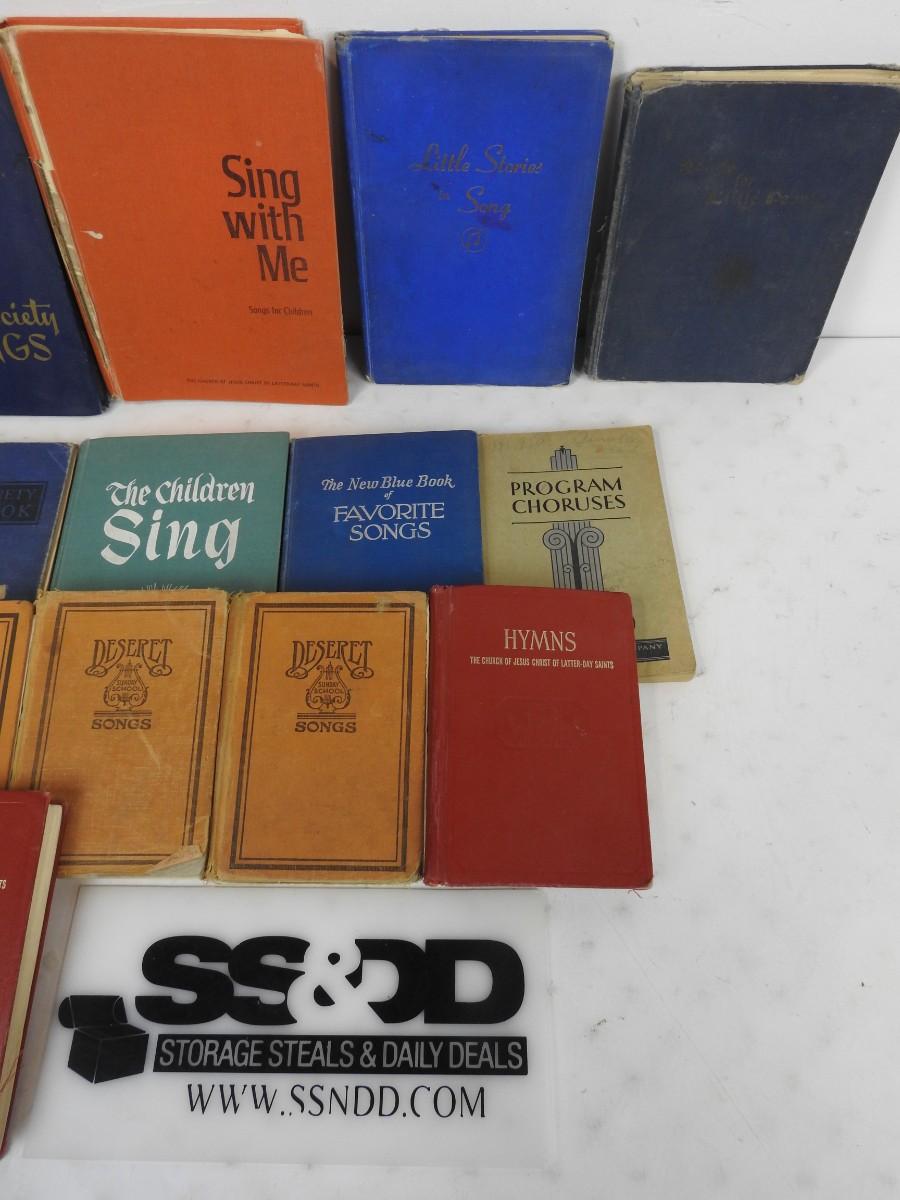 Sing
with
Me
Songs for Children
THE CHURCH OF JESUS CHRIST OF LATTER-DAY SAINTS
Little Stories
in
Song
ciety
GS
IETY
OK
The Children
Sing
The New Blue Book
of
FAVORITE
SONGS
PROGRAM
CHORUSES
PANY
DESERET
SUNDAY
SCHOOL
SONGS
DESERET
SUNDAY
SCHOOL
SONGS
HYMNS
THE CHURCH OF JESUS CHRIST OF LATTER-DAY SAINTS
TS
SS&DD
STORAGE STEALS & DAILY DEALS
WWW.SSNDD.COM